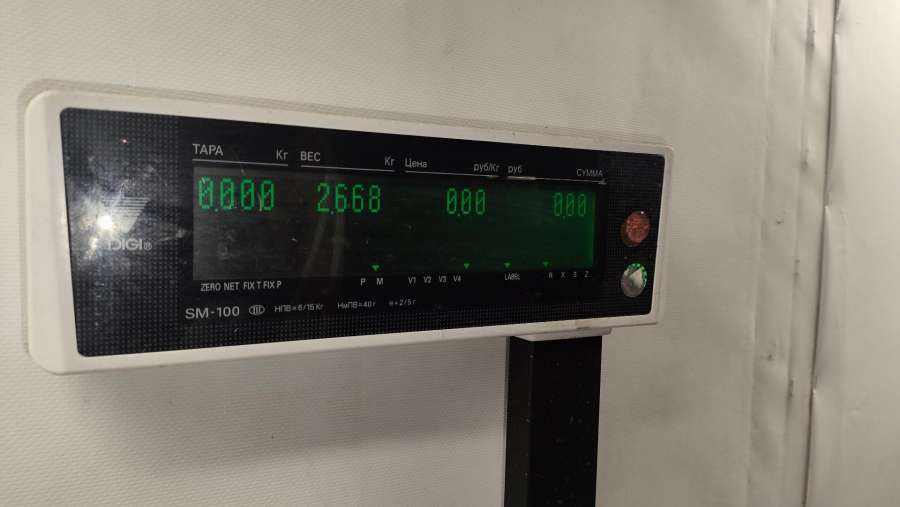 ТАРА Кг ВЕС Кг Цена руб/Кг руб СУММА
0.000 2.668 0.00 0.00
DIGI®
ZERO NET FIX T FIX P P M V1 V2 V3 V4 LABEL R X Z
SM-100 III НПВ=6/15 Кг НмПВ=40 г е=2/5 г